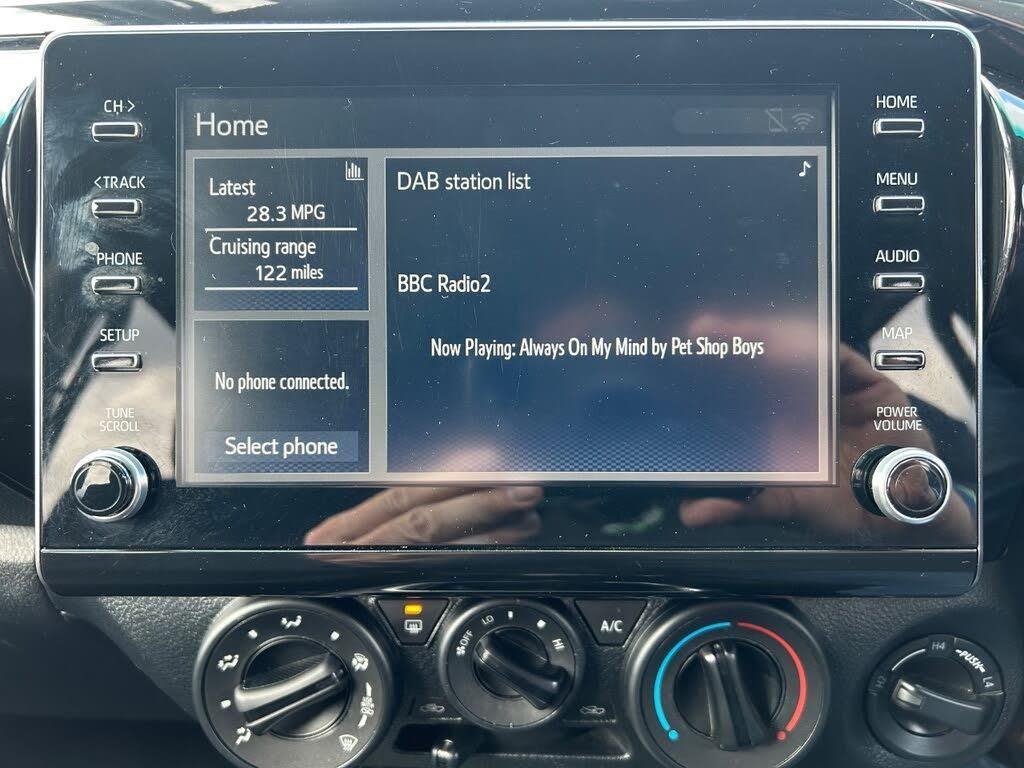 CH >
<TRACK
PHONE
SETUP
TUNE
SCROLL
Home
Latest
28.3 MPG
Cruising range
122 miles
No phone connected.
Select phone
DAB station list
BBC Radio2
Now Playing: Always On My Mind by Pet Shop Boys
HOME
MENU
AUDIO
MAP
POWER
VOLUME
OFF
LO
HI
A/C
H2
H4
PUSH
L4